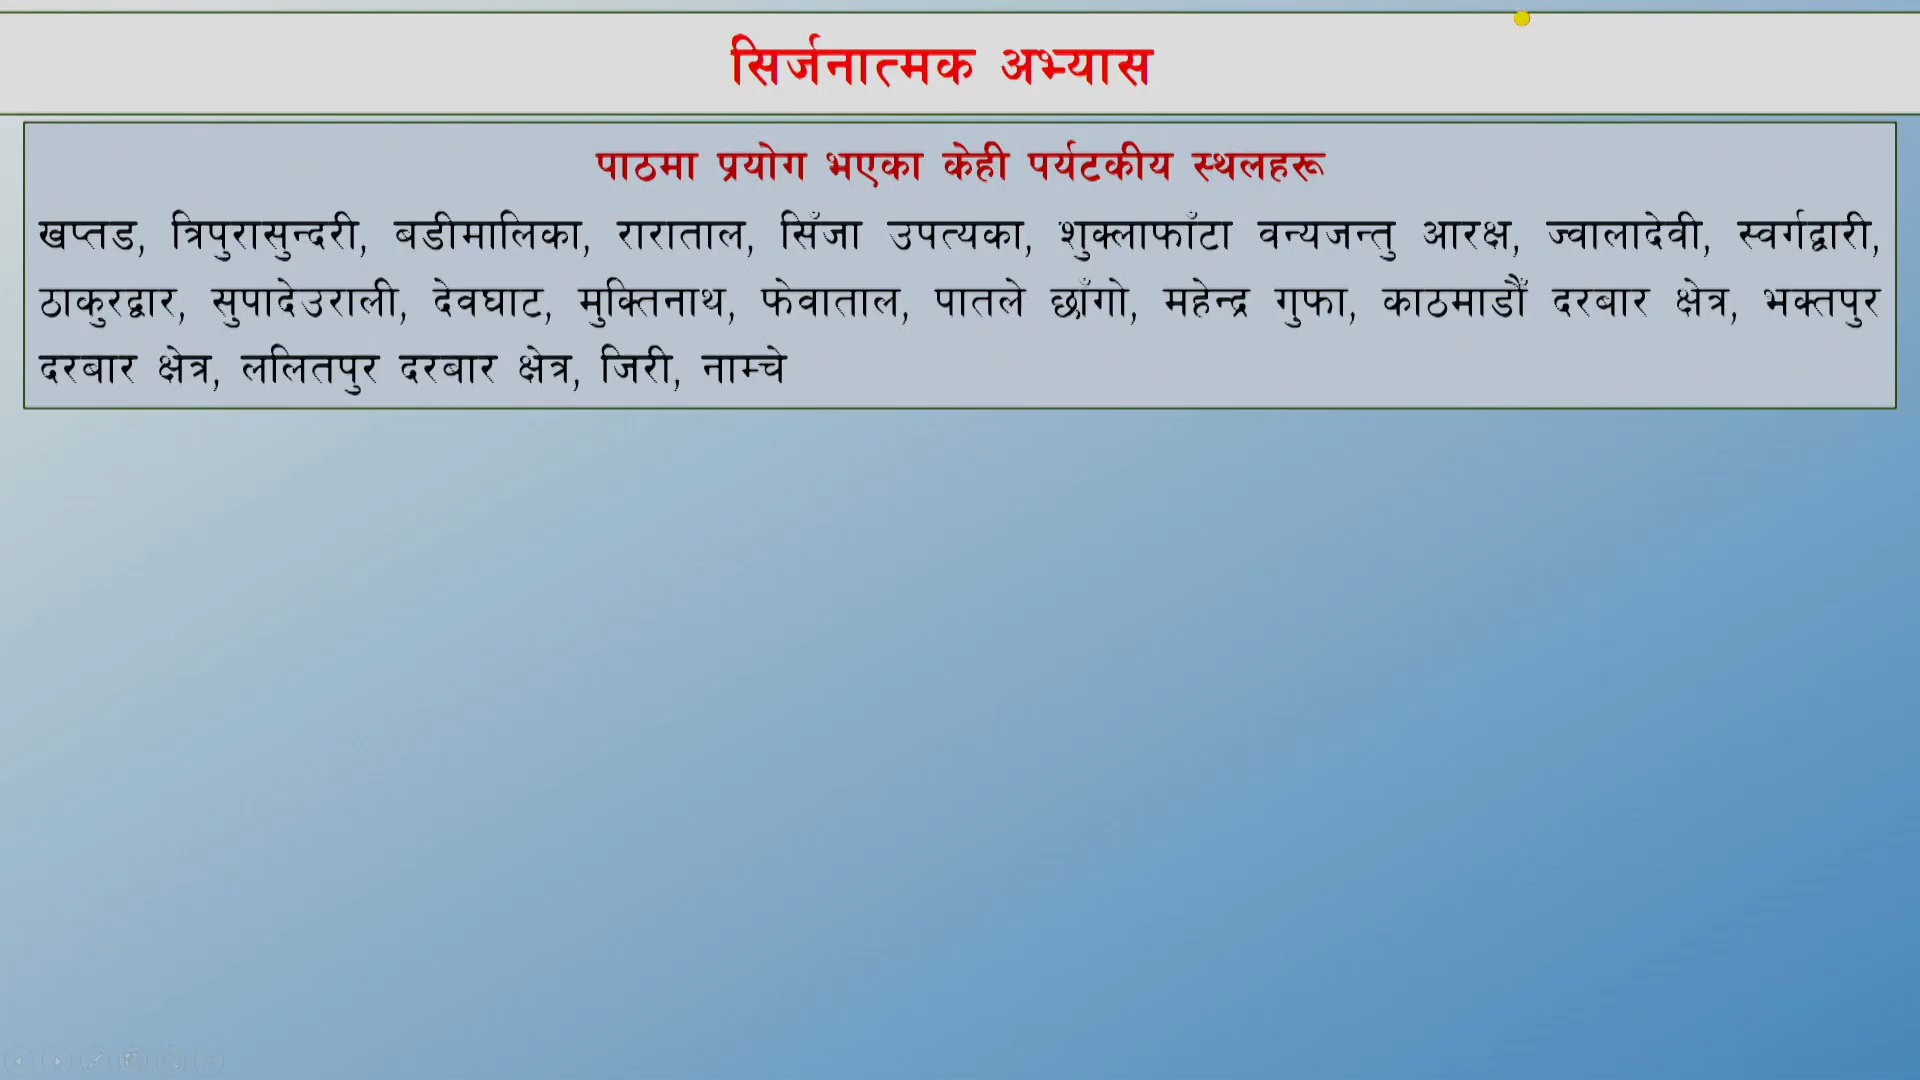 सिर्जनात्मक अभ्यास
पाठमा प्रयोग भएका केही पर्यटकीय स्थलहरू
खप्तड, त्रिपुरासुन्दरी, बडीमालिका, राराताल, सिँजा उपत्यका, शुक्लाफाँटा वन्यजन्तु आरक्ष, ज्वालादेवी, स्वर्गद्वारी,
ठाकुरद्वार, सुपादेउराली, देवघाट, मुक्तिनाथ, फेवाताल, पातले छाँगो, महेन्द्र गुफा, काठमाडौँ दरबार क्षेत्र, भक्तपुर
दरबार क्षेत्र, ललितपुर दरबार क्षेत्र, जिरी, नाम्चे